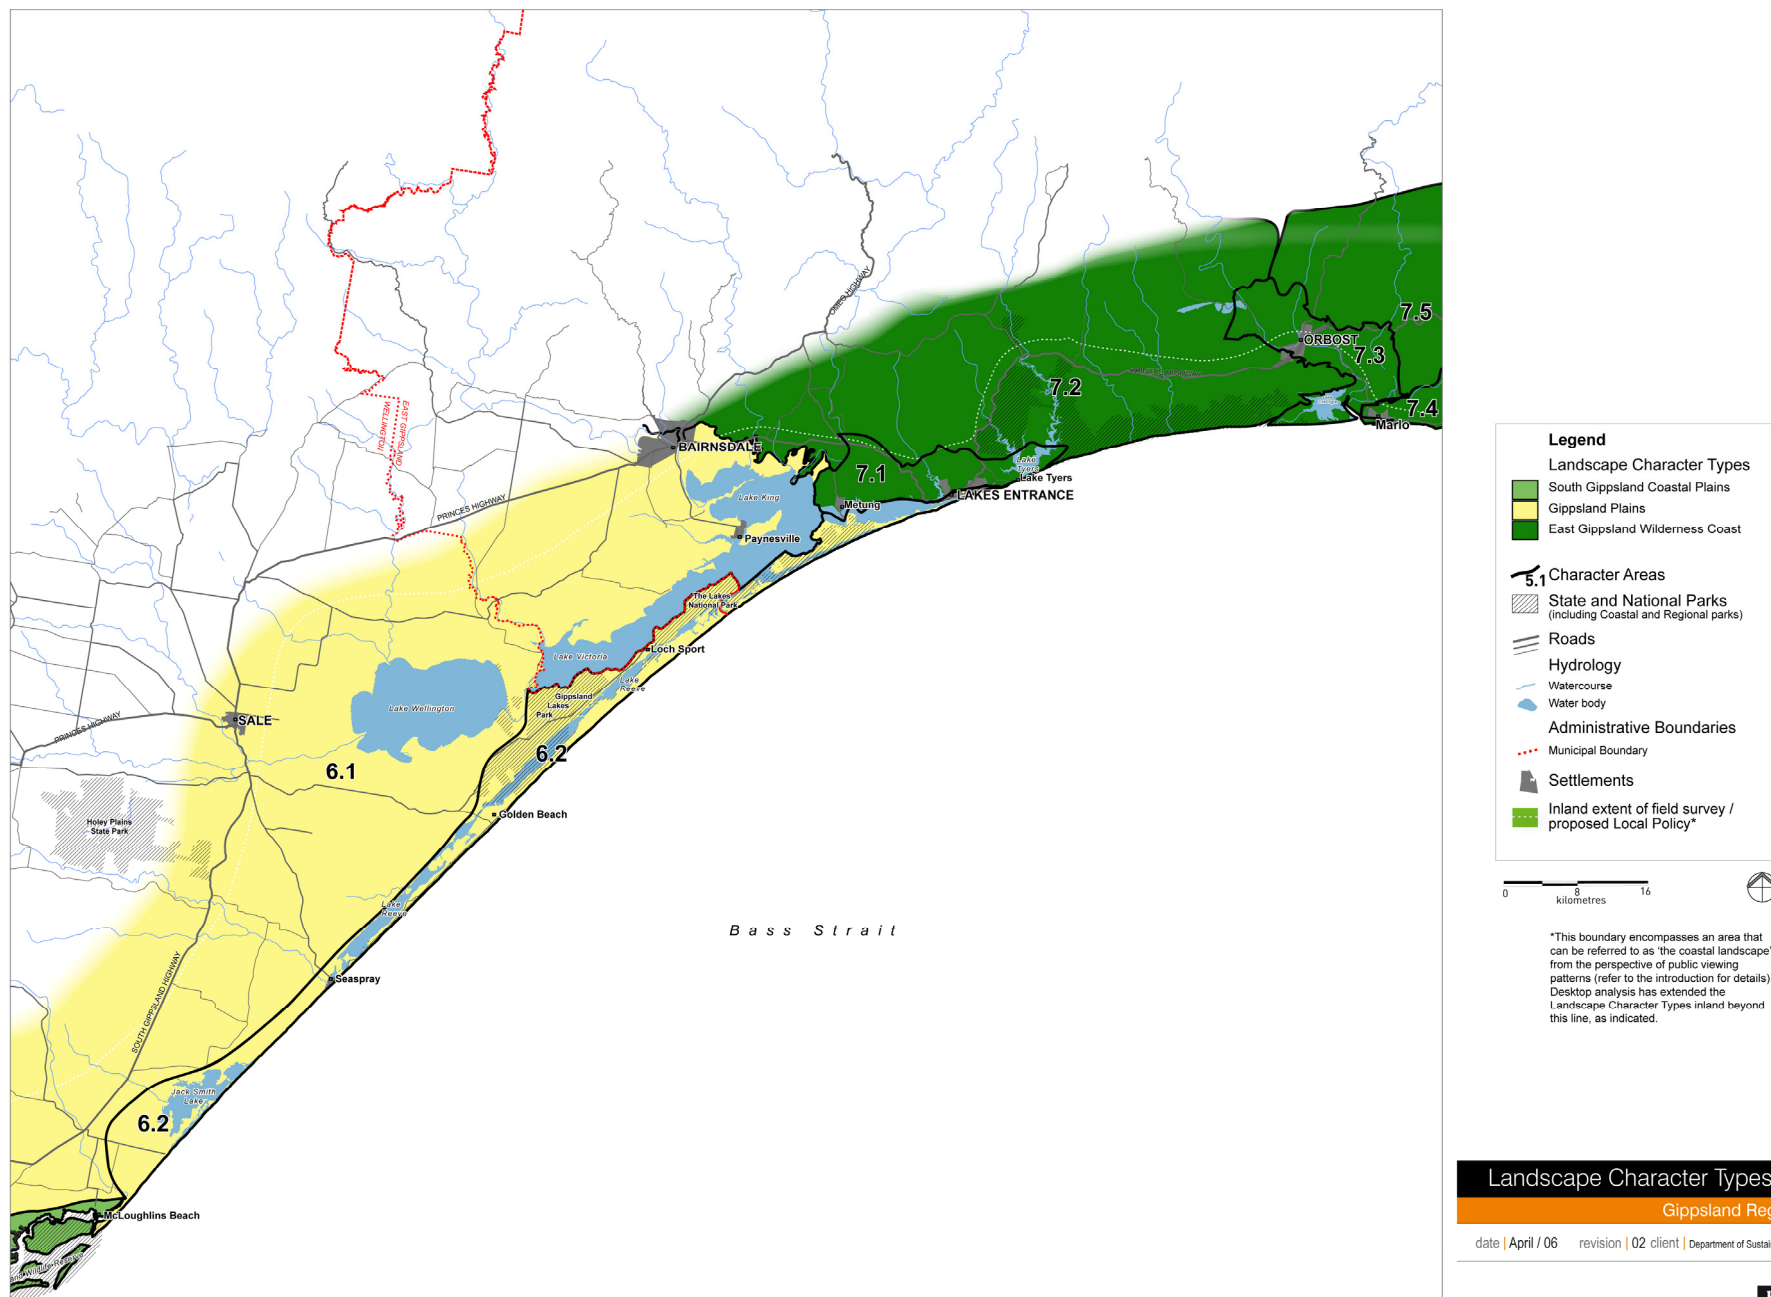 OMEO HIGHWAY
7.5
ORBOST
7.3
7.2
7.4
Marlo
EAST GIPPSLAND
WELLINGTON
BAIRNSDALE
7.1
Lake
Tyers
Lake Tyers
LAKES ENTRANCE
Metung
Lake King
PRINCES HIGHWAY
Paynesville
The Lakes
National Park
Loch Sport
Lake Victoria
Lake
Reeve
Gippsland
Lakes
Park
Lake Wellington
SALE
PRINCES HIGHWAY
6.2
6.1
Golden Beach
Holey Plains
State Park
Lake
Reeve
Bass Strait
Seaspray
SOUTH GIPPSLAND HIGHWAY
Jack Smith
Lake
6.2
McLoughlins Beach
Legend
Landscape Character Types
South Gippsland Coastal Plains
Gippsland Plains
East Gippsland Wilderness Coast
5.1 Character Areas
State and National Parks
(including Coastal and Regional parks)
Roads
Hydrology
Watercourse
Water body
Administrative Boundaries
Municipal Boundary
Settlements
Inland extent of field survey /
proposed Local Policy*
0 8 16
kilometres
*This boundary encompasses an area that
can be referred to as 'the coastal landscape'
from the perspective of public viewing
patterns (refer to the introduction for details)
Desktop analysis has extended the
Landscape Character Types inland beyond
this line, as indicated.
Landscape Character Types
Gippsland Reg
date | April / 06 revision | 02 client | Department of Sustai